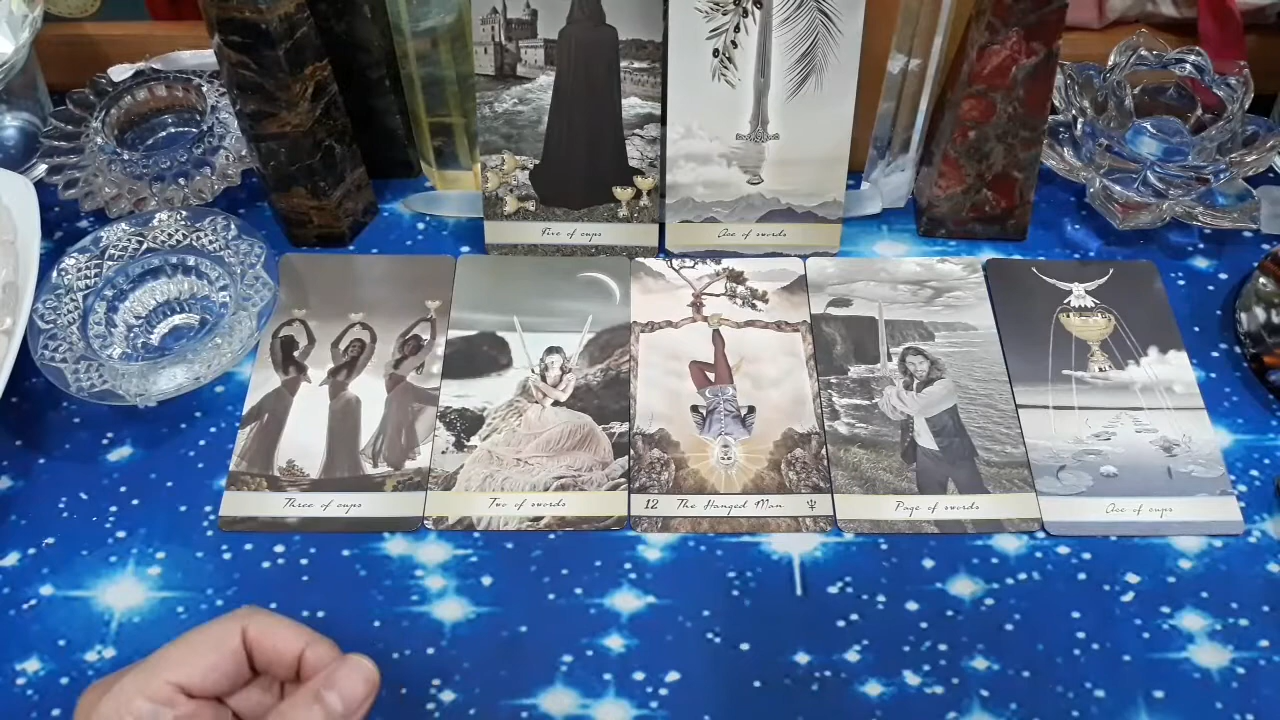 Five of cups
Ace of swords
Three of cups
Two of swords
12 The Hanged Man
Page of swords
Ace of cups